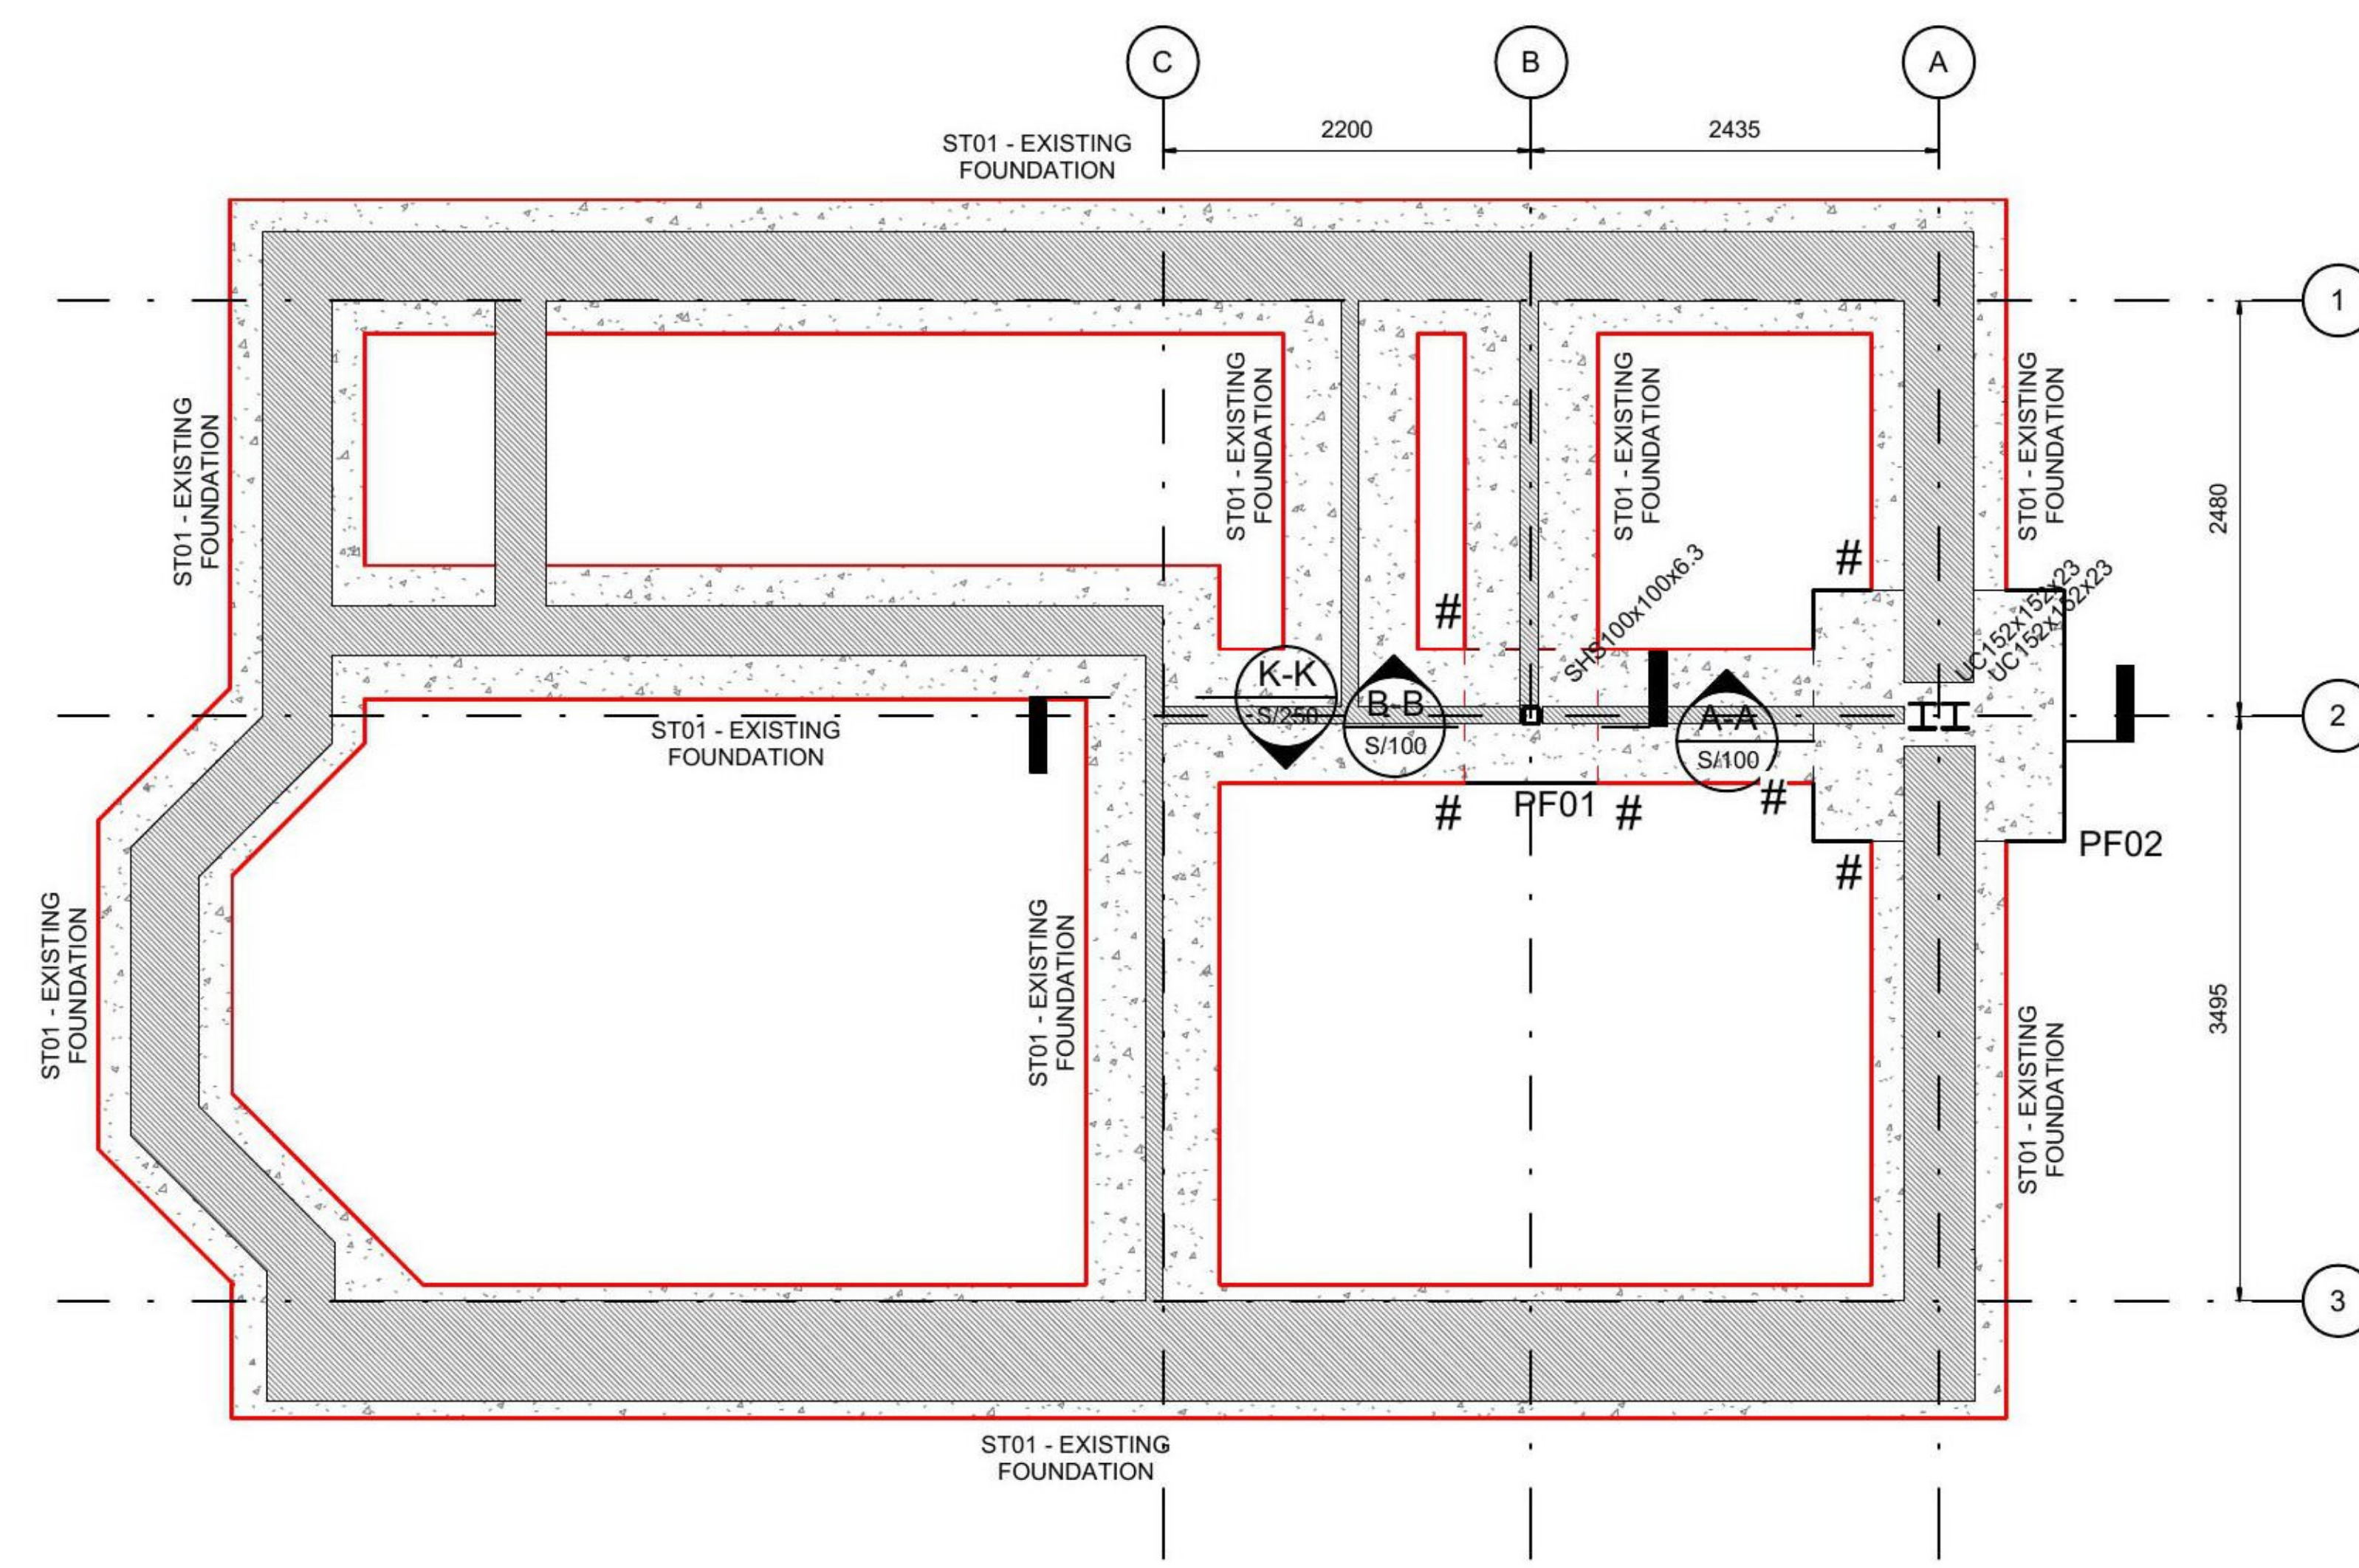 C
B
A
2200
2435
ST01 - EXISTING
FOUNDATION
1
ST01 - EXISTING
FOUNDATION
ST01 - EXISTING
FOUNDATION
ST01 - EXISTING
FOUNDATION
ST01 - EXISTING
FOUNDATION
2480
#
#
SHS100x100x6.3
UC152x152x23
UC152x152x23
K-K
S/250
B-B
S/100
A-A
S/100
2
ST01 - EXISTING
FOUNDATION
#
PF01
#
#
#
PF02
ST01 - EXISTING
FOUNDATION
ST01 - EXISTING
FOUNDATION
3495
ST01 - EXISTING
FOUNDATION
3
ST01 - EXISTING
FOUNDATION